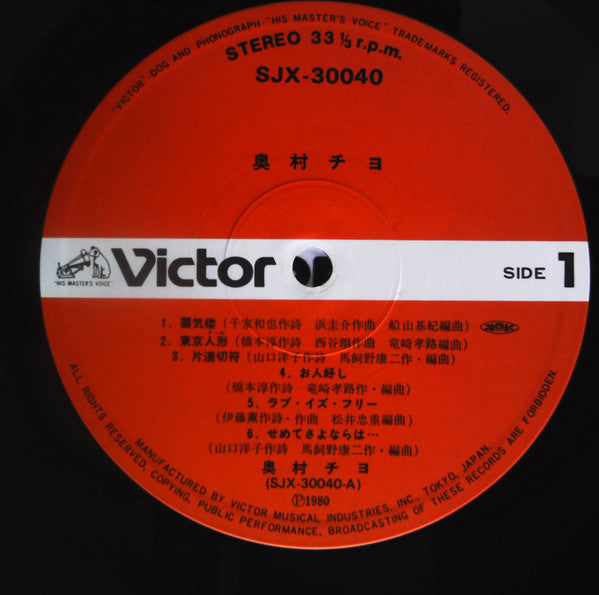 "VICTOR"-DOG AND PHONOGRAPH-"HIS MASTER'S VOICE" TRADEMARKS REGISTERED.
STEREO 33 1/3 r.p.m.
SJX-30040
奥村チヨ
"HIS MASTER'S VOICE"
Victor
SIDE 1
1. 蜃気楼 (千家和也作詩 浜圭介作曲 船山基紀編曲)
2. 東京人形 (橋本淳作詩 西谷翔作曲 竜崎孝路編曲)
3. 片道切符 (山口洋子作詩 馬飼野康二作・編曲)
4. お人好し
(橋本淳作詩 竜崎孝路作・編曲)
5. ラブ・イズ・フリー
(伊藤薫作詩・作曲 松井忠重編曲)
6. せめてさよならは…
(山口洋子作詩 馬飼野康二作・編曲)
奥村チヨ
(SJX-30040-A)
Ⓟ1980
MANUFACTURED BY VICTOR MUSICAL INDUSTRIES, INC., TOKYO, JAPAN.
ALL RIGHTS RESERVED. COPYING, PUBLIC PERFORMANCE, BROADCASTING OF THESE RECORDS ARE FORBIDDEN.